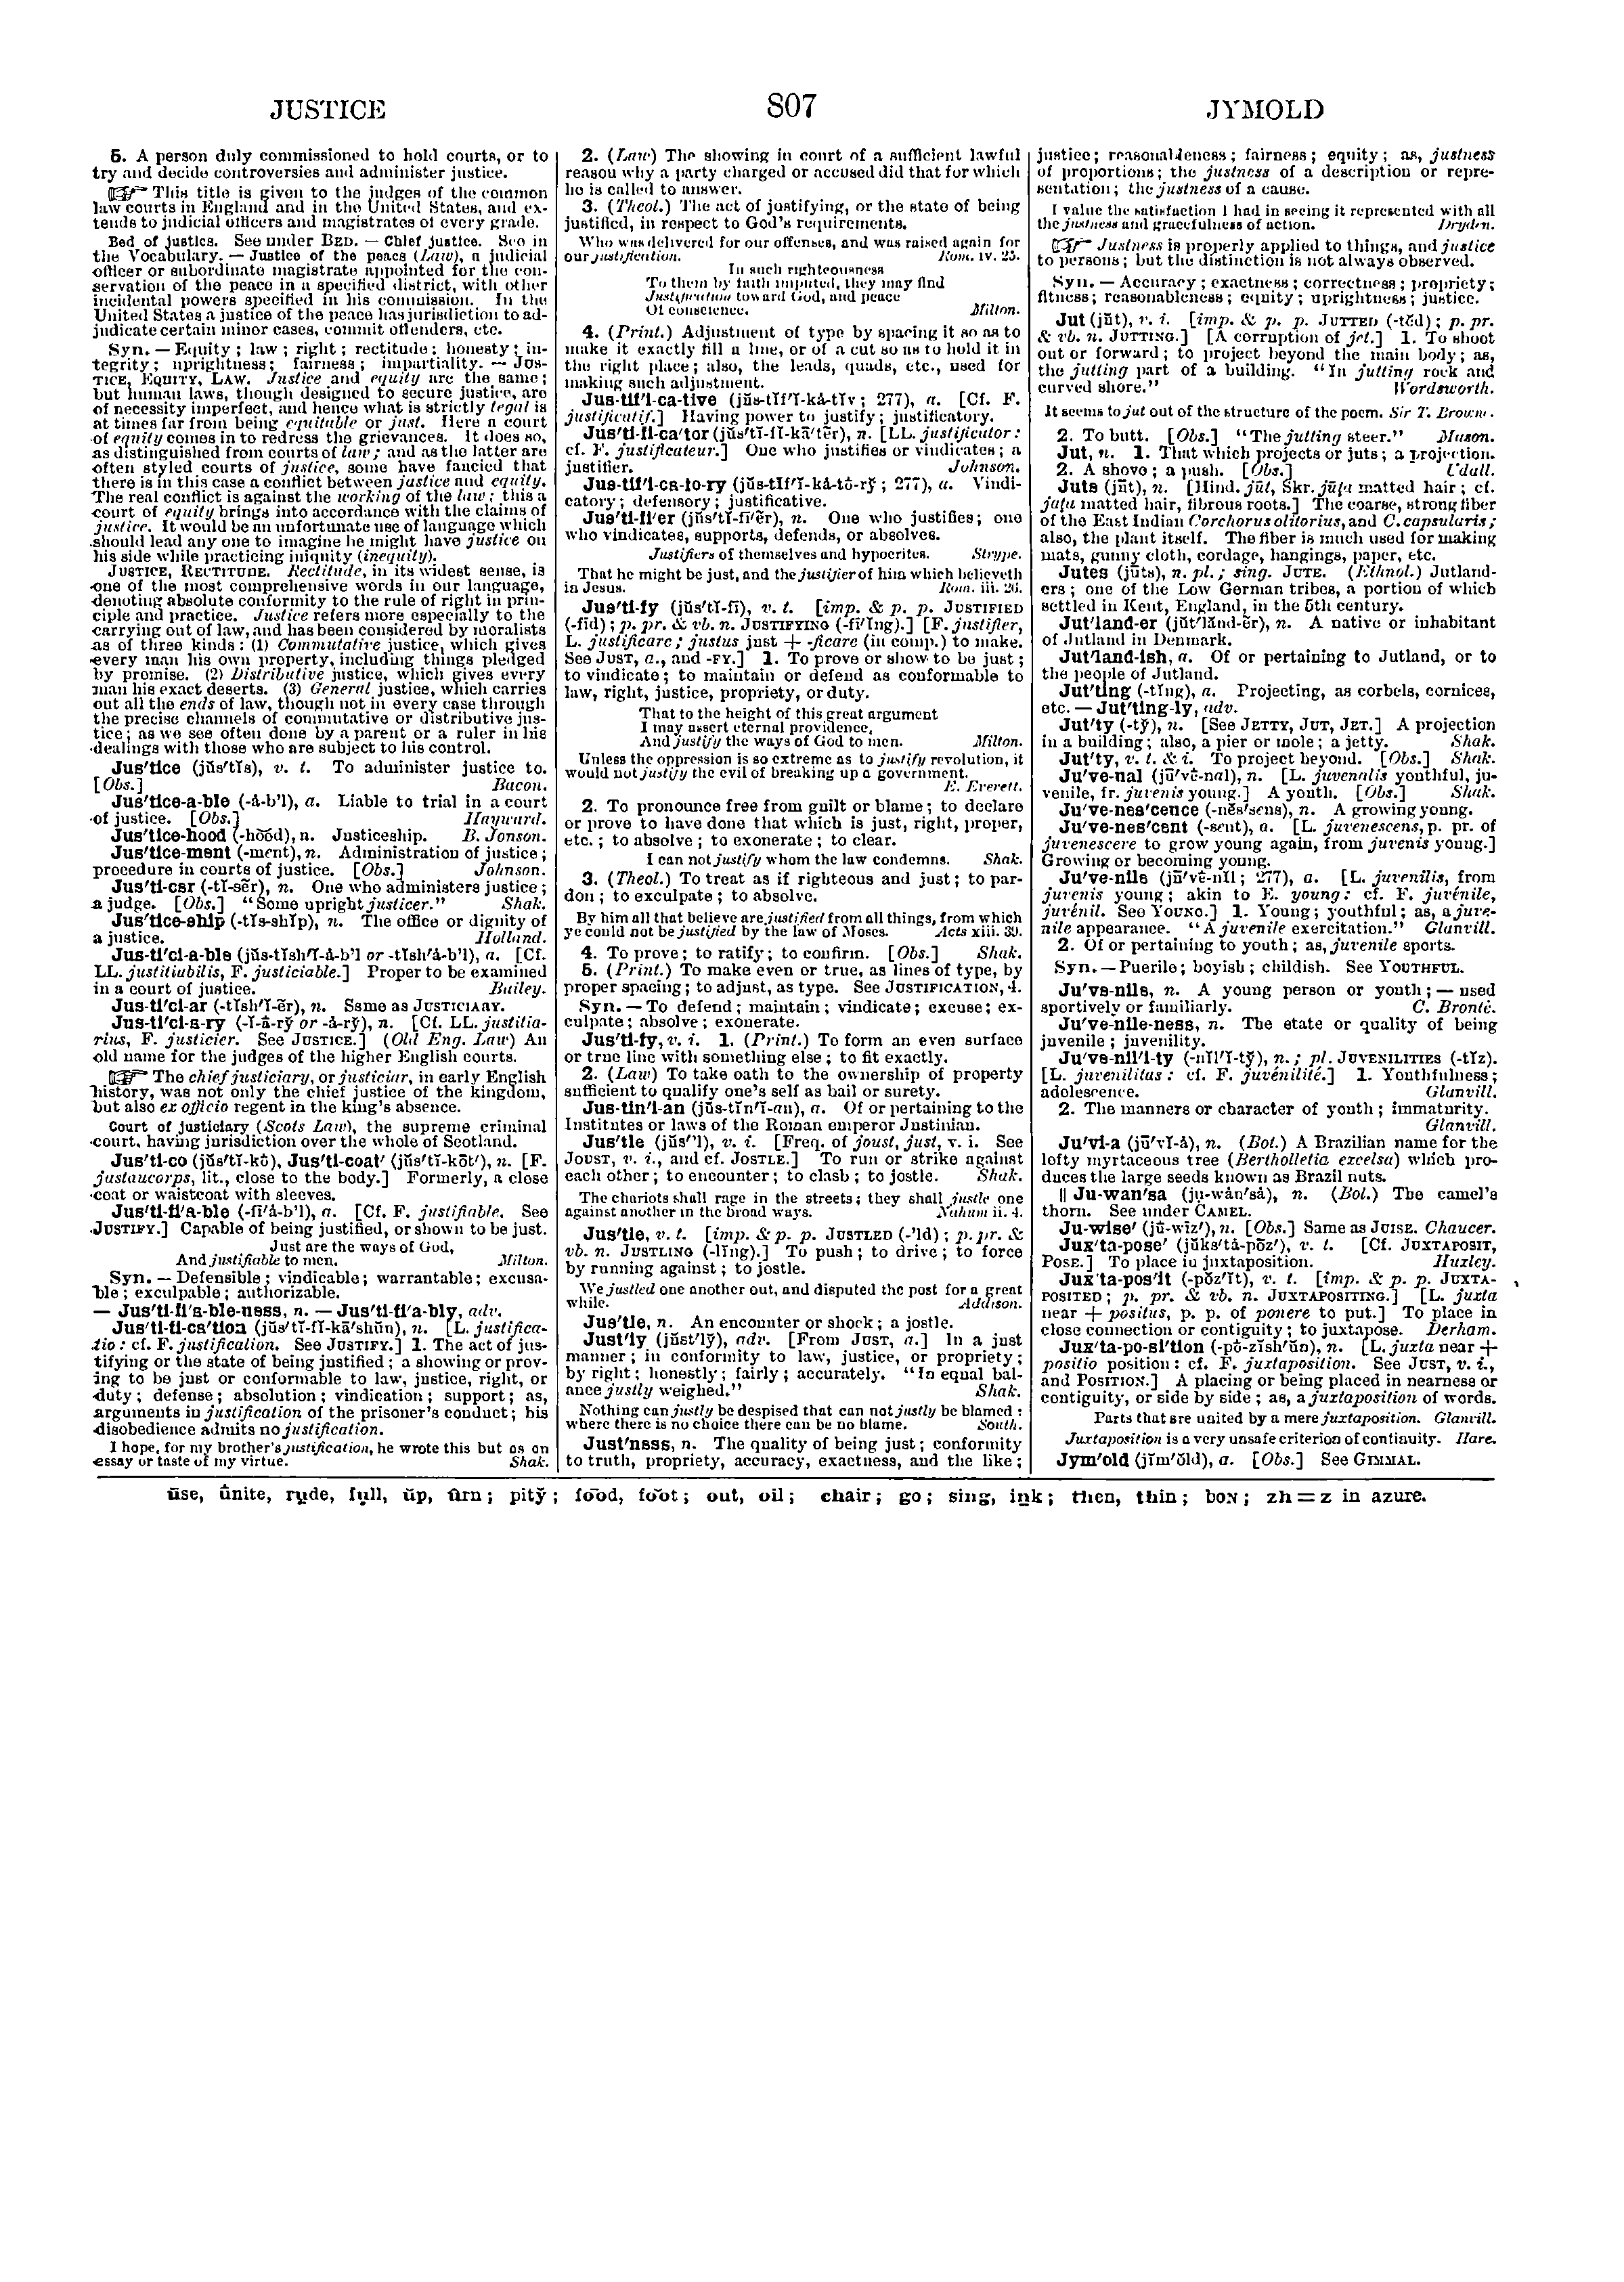 JUSTICE
807
JYMOLD
5. A person duly commissioned to hold courts, or to
try and decide controversies and administer justice.
☞ This title is given to the judges of the common
law courts in England and in the United States, and ex-
tends to judicial officers and magistrates of every grade.
Bed of justice. See under BED. — Chief justice. See in
the Vocabulary. — Justice of the peace (Law), a judicial
officer or subordinate magistrate appointed for the con-
servation of the peace in a specified district, with other
incidental powers specified in his commission. In the
United States a justice of the peace has jurisdiction to ad-
judicate certain minor cases, commit offenders, etc.
Syn. — Equity; law; right; rectitude; honesty; in-
tegrity; uprightness; fairness; impartiality. — JUS-
TICE, EQUITY, LAW. Justice and equity are the same;
but human laws, though designed to secure justice, are
of necessity imperfect, and hence what is strictly legal is
at times far from being equitable or just. Here a court
of equity comes in to redress the grievances. It does so,
as distinguished from courts of law; and as the latter are
often styled courts of justice, some have fancied that
there is in this case a conflict between justice and equity.
The real conflict is against the working of the law; this a
court of equity brings into accordance with the claims of
justice. It would be an unfortunate use of language which
should lead any one to imagine he might have justice on
his side while practicing iniquity (inequity).
JUSTICE, RECTITUDE. Rectitude, in its widest sense, is
one of the most comprehensive words in our language,
denoting absolute conformity to the rule of right in prin-
ciple and practice. Justice refers more especially to the
carrying out of law, and has been considered by moralists
as of three kinds: (1) Commutative justice, which gives
every man his own property, including things pledged
by promise. (2) Distributive justice, which gives every
man his exact deserts. (3) General justice, which carries
out all the ends of law, though not in every case through
the precise channels of commutative or distributive jus-
tice; as we see often done by a parent or a ruler in his
dealings with those who are subject to his control.
Jus'tice (jŭs'tĭs), v. t. To administer justice to.
[Obs.] Bacon.
Jus'tice-a-ble (-ȧ-b'l), a. Liable to trial in a court
of justice. [Obs.] Hayward.
Jus'tice-hood (-ho͝od), n. Justiceship. B. Jonson.
Jus'tice-ment (-ment), n. Administration of justice;
procedure in courts of justice. [Obs.] Johnson.
Jus'ti-cer (-tĭ-sẽr), n. One who administers justice;
a judge. [Obs.] “Some upright justicer.” Shak.
Jus'tice-ship (-tĭs-shĭp), n. The office or dignity of
a justice. Holland.
Jus-ti'ci-a-ble (jŭs-tĭsh'ĭ-ȧ-b'l or -tĭsh'ȧ-b'l), a. [Cf.
LL. justitiabilis, F. justiciable.] Proper to be examined
in a court of justice. Bailey.
Jus-ti'ci-ar (-tĭsh'ĭ-ẽr), n. Same as JUSTICIARY.
Jus-ti'ci-a-ry (-ĭ-ȧ-rў or -ȧ-rў), n. [Cf. LL. justitia-
rius, F. justicier. See JUSTICE.] (Old Eng. Law) An
old name for the judges of the higher English courts.
☞ The chief justiciary, or justiciar, in early English
history, was not only the chief justice of the kingdom,
but also ex officio regent in the king's absence.
Court of justiciary (Scots Law), the supreme criminal
court, having jurisdiction over the whole of Scotland.
Jus'ti-co (jŭs'tĭ-kō), Jus'ti-coat' (jŭs'tĭ-kōt'), n. [F.
justaucorps, lit., close to the body.] Formerly, a close
coat or waistcoat with sleeves.
Jus'ti-fi'a-ble (-fī'ȧ-b'l), a. [Cf. F. justifiable. See
JUSTIFY.] Capable of being justified, or shown to be just.
Just are the ways of God,
And justifiable to men. Milton.
Syn. — Defensible; vindicable; warrantable; excusa-
ble; exculpable; authorizable.
— Jus'ti-fi'a-ble-ness, n. — Jus'ti-fi'a-bly, adv.
Jus'ti-fi-ca'tion (jŭs'tĭ-fĭ-kā'shŭn), n. [L. justifica-
tio: cf. F. justification. See JUSTIFY.] 1. The act of jus-
tifying or the state of being justified; a showing or prov-
ing to be just or conformable to law, justice, right, or
duty; defense; absolution; vindication; support; as,
arguments in justification of the prisoner's conduct; his
disobedience admits no justification.
I hope, for my brother's justification, he wrote this but as an
essay or taste of my virtue. Shak.
2. (Law) The showing in court of a sufficient lawful
reason why a party charged or accused did that for which
he is called to answer.
3. (Theol.) The act of justifying, or the state of being
justified, in respect to God's requirements.
Who was delivered for our offenses, and was raised again for
our justification. Rom. iv. 25.
In such righteousness
To them by faith imputed, they may find
Justification toward God, and peace
Of conscience. Milton.
4. (Print.) Adjustment of type by spacing it so as to
make it exactly fill a line, or of a cut so as to hold it in
the right place; also, the leads, quads, etc., used for
making such adjustment.
Jus-tif'i-ca-tive (jŭs-tĭf'ĭ-kȧ-tĭv; 277), a. [Cf. F.
justificatif.] Having power to justify; justificatory.
Jus'ti-fi-ca'tor (jŭs'tĭ-fĭ-kā'tẽr), n. [LL. justificator:
cf. F. justificateur.] One who justifies or vindicates; a
justifier. Johnson.
Jus-tif'i-ca-to-ry (jŭs-tĭf'ĭ-kȧ-tō-rў; 277), a. Vindi-
catory; defensory; justificative.
Jus'ti-fi'er (jŭs'tĭ-fī'ẽr), n. One who justifies; one
who vindicates, supports, defends, or absolves.
Justifiers of themselves and hypocrites. Strype.
That he might be just, and the justifier of him which believeth
in Jesus. Rom. iii. 26.
Jus'ti-fy (jŭs'tĭ-fī), v. t. [imp. & p. p. JUSTIFIED
(-fīd); p. pr. & vb. n. JUSTIFYING (-fī'ĭng).] [F. justifier,
L. justificare; justus just + -ficare (in comp.) to make.
See JUST, a., and -FY.] 1. To prove or show to be just;
to vindicate; to maintain or defend as conformable to
law, right, justice, propriety, or duty.
That to the height of this great argument
I may assert eternal providence,
And justify the ways of God to men. Milton.
Unless the oppression is so extreme as to justify revolution, it
would not justify the evil of breaking up a government.
E. Everett.
2. To pronounce free from guilt or blame; to declare
or prove to have done that which is just, right, proper,
etc.; to absolve; to exonerate; to clear.
I can not justify whom the law condemns. Shak.
3. (Theol.) To treat as if righteous and just; to par-
don; to exculpate; to absolve.
By him all that believe are justified from all things, from which
ye could not be justified by the law of Moses. Acts xiii. 39.
4. To prove; to ratify; to confirm. [Obs.] Shak.
5. (Print.) To make even or true, as lines of type, by
proper spacing; to adjust, as type. See JUSTIFICATION, 4.
Syn. — To defend; maintain; vindicate; excuse; ex-
culpate; absolve; exonerate.
Jus'ti-fy, v. i. 1. (Print.) To form an even surface
or true line with something else; to fit exactly.
2. (Law) To take oath to the ownership of property
sufficient to qualify one's self as bail or surety.
Jus-tin'i-an (jŭs-tĭn'ĭ-an), a. Of or pertaining to the
Institutes or laws of the Roman emperor Justinian.
Jus'tle (jŭs''l), v. i. [Freq. of joust, just, v. i. See
JOUST, v. i., and cf. JOSTLE.] To run or strike against
each other; to encounter; to clash; to jostle. Shak.
The chariots shall rage in the streets; they shall justle one
against another in the broad ways. Nahum ii. 4.
Jus'tle, v. t. [imp. & p. p. JUSTLED (-'ld); p. pr. &
vb. n. JUSTLING (-lĭng).] To push; to drive; to force
by running against; to jostle.
We justled one another out, and disputed the post for a great
while. Addison.
Jus'tle, n. An encounter or shock; a jostle.
Just'ly (jŭst'lў), adv. [From JUST, a.] In a just
manner; in conformity to law, justice, or propriety;
by right; honestly; fairly; accurately. “In equal bal-
ance justly weighed.” Shak.
Nothing can justly be despised that can not justly be blamed:
where there is no choice there can be no blame. South.
Just'ness, n. The quality of being just; conformity
to truth, propriety, accuracy, exactness, and the like;
justice; reasonableness; fairness; equity; as, justness
of proportions; the justness of a description or repre-
sentation; the justness of a cause.
I value the satisfaction I had in seeing it represented with all
the justness and gracefulness of action. Dryden.
☞ Justness is properly applied to things, and justice
to persons; but the distinction is not always observed.
Syn. — Accuracy; exactness; correctness; propriety;
fitness; reasonableness; equity; uprightness; justice.
Jut (jŭt), v. i. [imp. & p. p. JUTTED (-tĕd); p. pr.
& vb. n. JUTTING.] [A corruption of jet.] 1. To shoot
out or forward; to project beyond the main body; as,
the jutting part of a building. “In jutting rock and
curved shore.” Wordsworth.
It seems to jut out of the structure of the poem. Sir T. Browne.
2. To butt. [Obs.] “The jutting steer.” Mason.
Jut, n. 1. That which projects or juts; a projection.
2. A shove; a push. [Obs.] Udall.
Jute (jūt), n. [Hind. jūt, Skr. jūṭa matted hair; cf.
jaṭa matted hair, fibrous roots.] The coarse, strong fiber
of the East Indian Corchorus olitorius, and C. capsularis;
also, the plant itself. The fiber is much used for making
mats, gunny cloth, cordage, hangings, paper, etc.
Jutes (jūts), n. pl.; sing. JUTE. (Ethnol.) Jutland-
ers; one of the Low German tribes, a portion of which
settled in Kent, England, in the 5th century.
Jut'land-er (jŭt'lănd-ẽr), n. A native or inhabitant
of Jutland in Denmark.
Jut'land-ish, a. Of or pertaining to Jutland, or to
the people of Jutland.
Jut'ting (-tĭng), a. Projecting, as corbels, cornices,
etc. — Jut'ting-ly, adv.
Jut'ty (-tў), n. [See JETTY, JUT, JET.] A projection
in a building; also, a pier or mole; a jetty. Shak.
Jut'ty, v. t. & i. To project beyond. [Obs.] Shak.
Ju've-nal (jū'vē-nal), n. [L. juvenalis youthful, ju-
venile, fr. juvenis young.] A youth. [Obs.] Shak.
Ju've-nes'cence (-nĕs'sens), n. A growing young.
Ju've-nes'cent (-sent), a. [L. juvenescens, p. pr. of
juvenescere to grow young again, from juvenis young.]
Growing or becoming young.
Ju've-nile (jū'vē-nĭl; 277), a. [L. juvenilis, from
juvenis young; akin to E. young: cf. F. juvénile,
juvénil. See YOUNG.] 1. Young; youthful; as, a juve-
nile appearance. “A juvenile exercitation.” Glanvill.
2. Of or pertaining to youth; as, juvenile sports.
Syn. — Puerile; boyish; childish. See YOUTHFUL.
Ju've-nile, n. A young person or youth; — used
sportively or familiarly. C. Bronté.
Ju've-nile-ness, n. The state or quality of being
juvenile; juvenility.
Ju've-nil'i-ty (-nĭl'ĭ-tў), n.; pl. JUVENILITIES (-tĭz).
[L. juvenilitas: cf. F. juvénilité.] 1. Youthfulness;
adolescence. Glanvill.
2. The manners or character of youth; immaturity.
Glanvill.
Ju'vi-a (jū'vĭ-ȧ), n. (Bot.) A Brazilian name for the
lofty myrtaceous tree (Bertholletia excelsa) which pro-
duces the large seeds known as Brazil nuts.
|| Ju-wan'sa (jụ-wȧn'sȧ), n. (Bot.) The camel's
thorn. See under CAMEL.
Ju-wise' (jū-wīz'), n. [Obs.] Same as JUISE. Chaucer.
Jux'ta-pose' (jŭks'tȧ-pōz'), v. t. [Cf. JUXTAPOSIT,
POSE.] To place in juxtaposition. Huxley.
Jux'ta-pos'it (-pŏz'ĭt), v. t. [imp. & p. p. JUXTA-
POSITED; p. pr. & vb. n. JUXTAPOSITING.] [L. juxta
near + positus, p. p. of ponere to put.] To place in
close connection or contiguity; to juxtapose. Derham.
Jux'ta-po-si'tion (-pō-zĭsh'ŭn), n. [L. juxta near +
positio position: cf. F. juxtaposition. See JUST, v. i.,
and POSITION.] A placing or being placed in nearness or
contiguity, or side by side; as, a juxtaposition of words.
Parts that are united by a mere juxtaposition. Glanvill.
Juxtaposition is a very unsafe criterion of continuity. Hare.
Jym'old (jĭm'ŏld), a. [Obs.] See GIMMAL.
ūse, ûnite, rụde, fụll, ŭp, ûrn; pitў; fo͞od, fo͝ot; out, oil; chair; go; sing, iṉk; then, thin; boN; zh = z in azure.